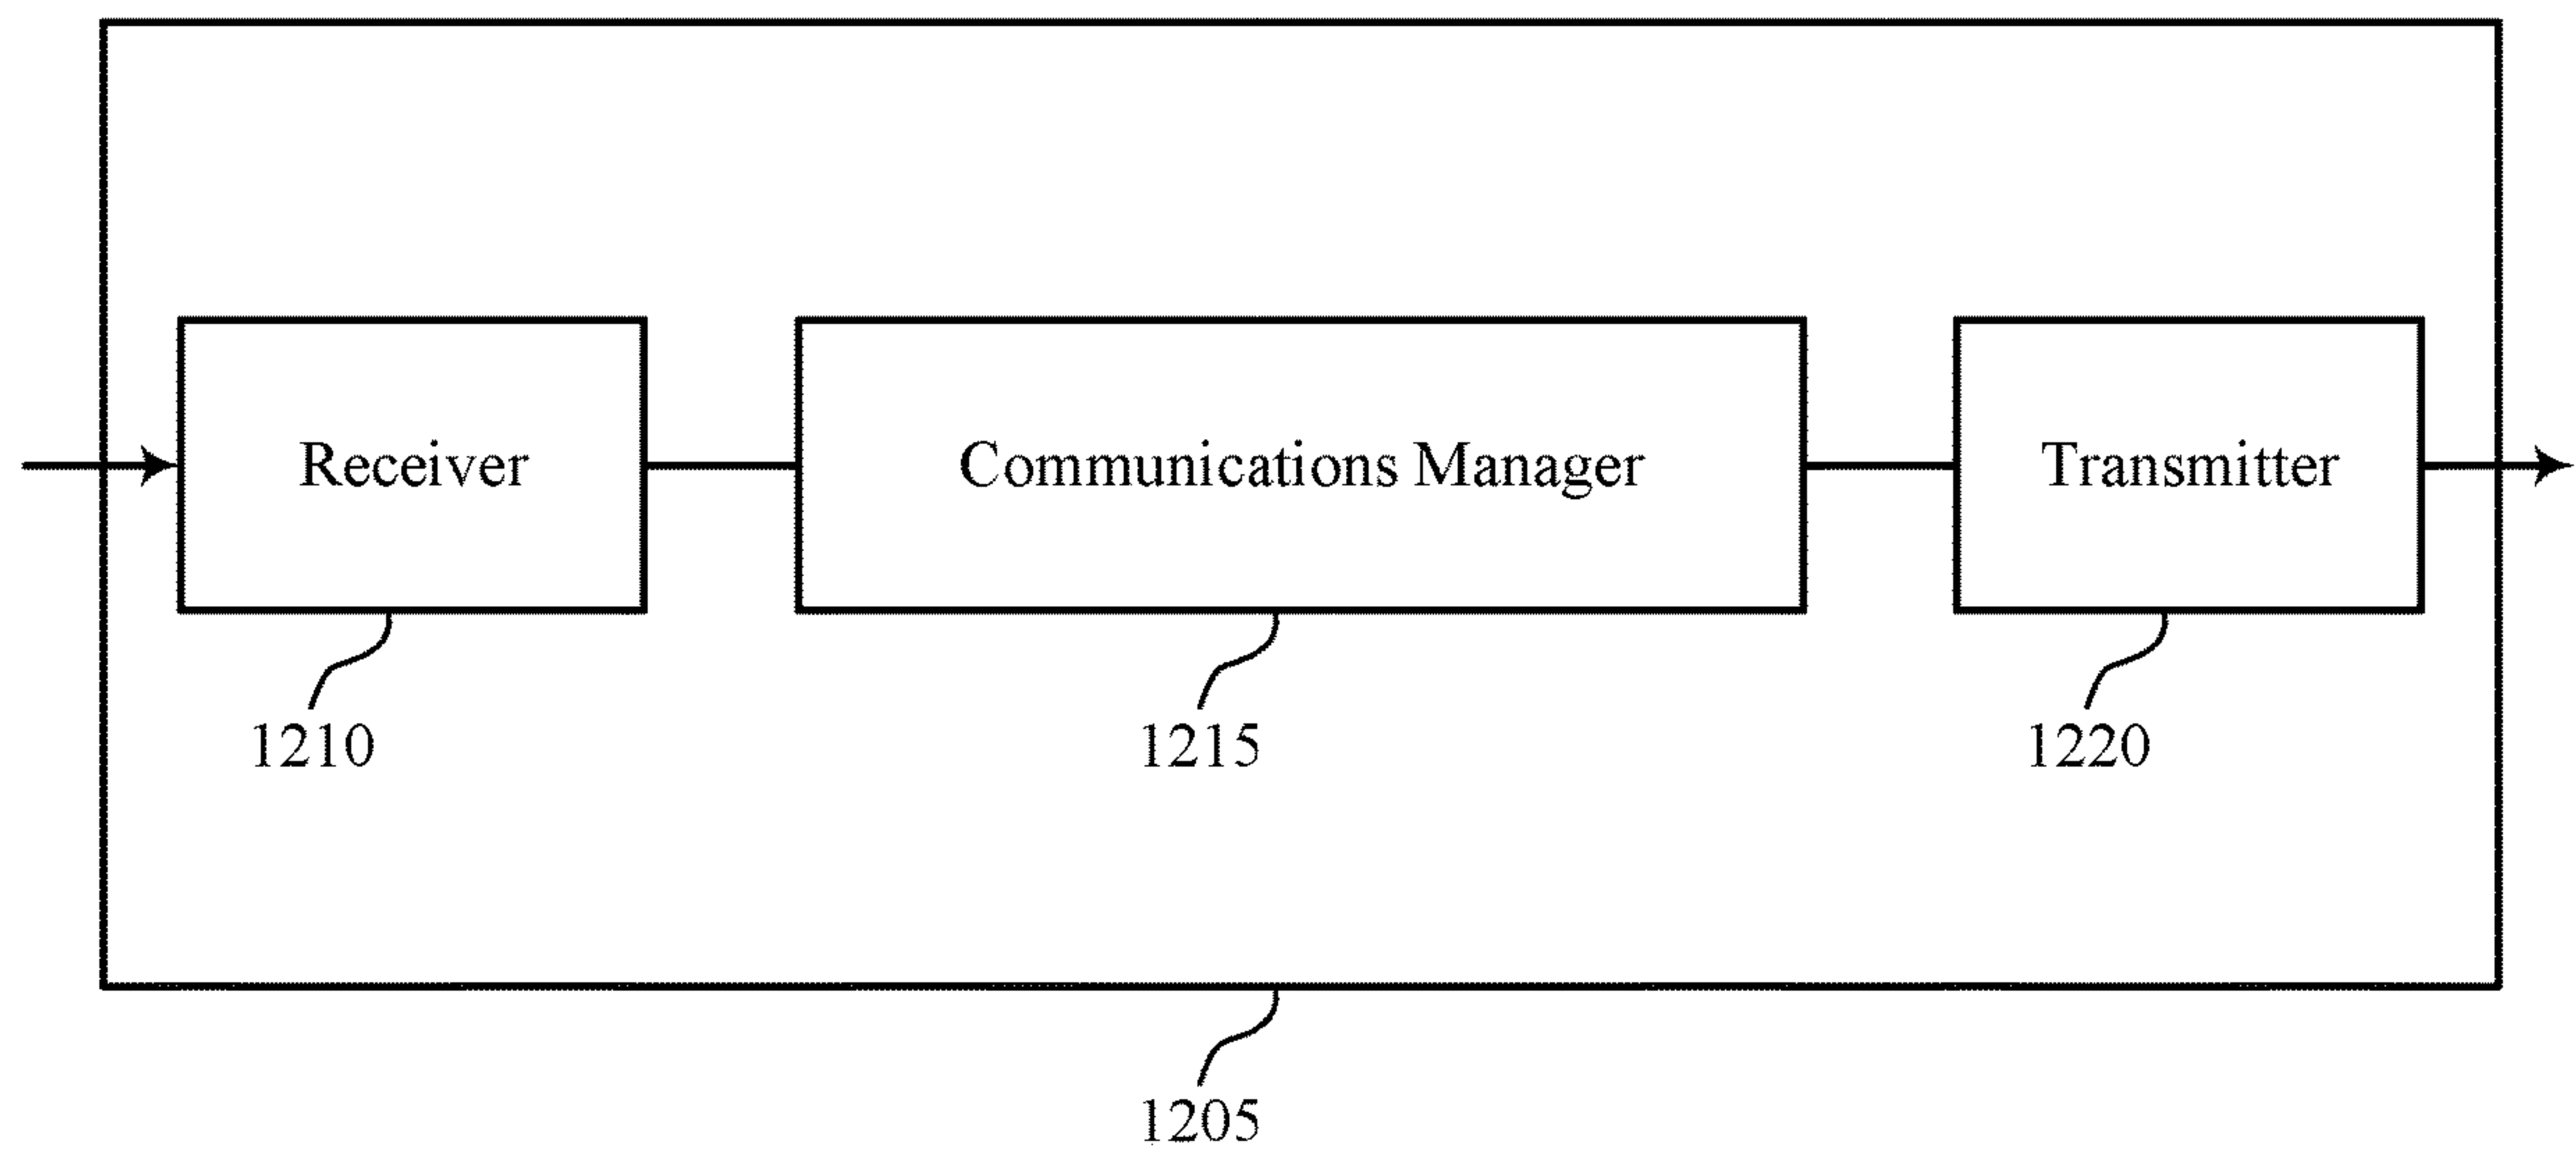 Receiver
Communications Manager
Transmitter
1210
1215
1220
1205